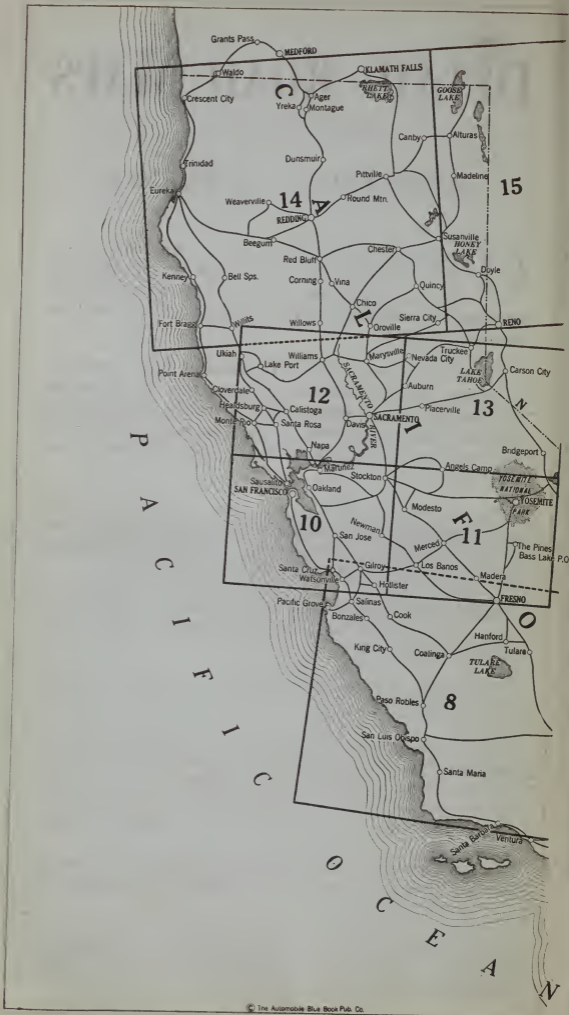 Grants Pass
MEDFORD
Waldo
KLAMATH FALLS
C
Ager
RHETT LAKE
GOOSE LAKE
Crescent City
Yreka
Montague
Canby
Alturas
Dunsmuir
Trinidad
Pittville
Madeline
15
14
A
Eureka
Weaverville
Round Mtn.
REDDING
Beegum
Chester
Susanville
HONEY LAKE
Red Bluff
Doyle
Kenney
Bell Sps.
Corning
Vina
Quincy
Chico
L
Sierra City
Fort Bragg
Willits
Willows
Oroville
RENO
Ukiah
Lake Port
Williams
Marysville
Nevada City
Truckee
Point Arena
SACRAMENTO RIVER
LAKE TAHOE
Carson City
Cloverdale
12
Auburn
13
Healdsburg
Calistoga
Placerville
N
Monte Rio
Santa Rosa
Davis
SACRAMENTO
I
Napa
Bridgeport
Martinez
Angels Camp
Sausalito
Oakland
Stockton
YOSEMITE NATIONAL PARK
SAN FRANCISCO
YOSEMITE
10
Modesto
F
Newman
11
San Jose
Merced
The Pines
Bass Lake P.O
Santa Cruz
Gilroy
Los Banos
Watsonville
Hollister
Madera
Pacific Grove
Salinas
FRESNO
Bonzales
Cook
O
Hanford
King City
Coalinga
Tulare
TULARE LAKE
Paso Robles
8
San Luis Obispo
Santa Maria
Santa Barbara
Ventura
PACIFIC
OCEAN
N
© The Automobile Blue Book Pub. Co.